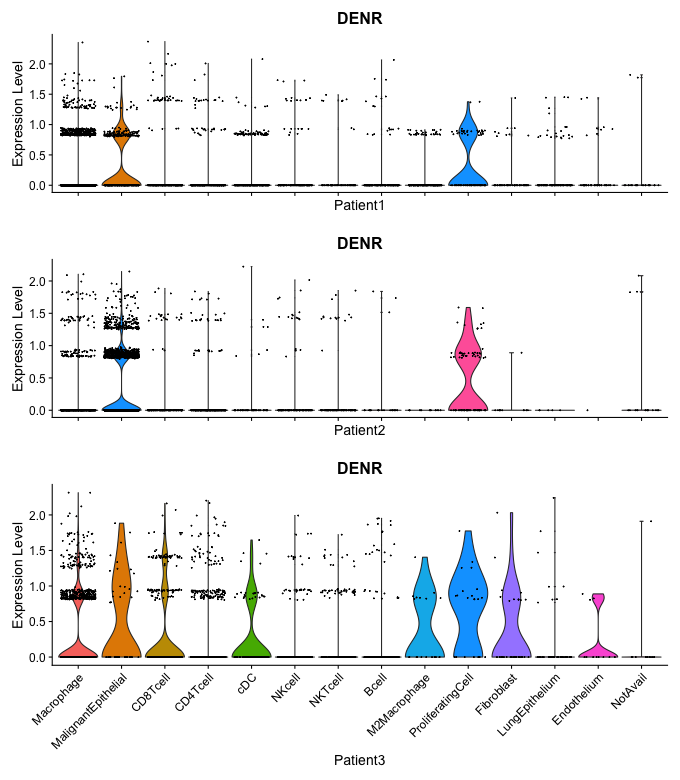 DENR
Expression Level
2.0
1.5
1.0
0.5
0.0
Patient1
DENR
Expression Level
2.0
1.5
1.0
0.5
0.0
Patient2
DENR
Expression Level
2.0
1.5
1.0
0.5
0.0
Macrophage
MalignantEpithelial
CD8Tcell
CD4Tcell
cDC
NKcell
NKTcell
Bcell
M2Macrophage
ProliferatingCell
Fibroblast
LungEpithelium
Endothelium
NotAvail
Patient3